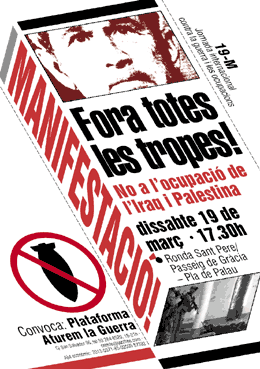 19-M
Jornada internacional
contra la guerra i les ocupacions
MANIFESTACIÓ!
Fora totes
les tropes!
No a l'ocupació de
l'Iraq i Palestina
dissabte 19 de
març · 17.30h
• Ronda Sant Pere/
Passeig de Gràcia
– Pla de Palau
Convoca: Plataforma
Aturem la Guerra